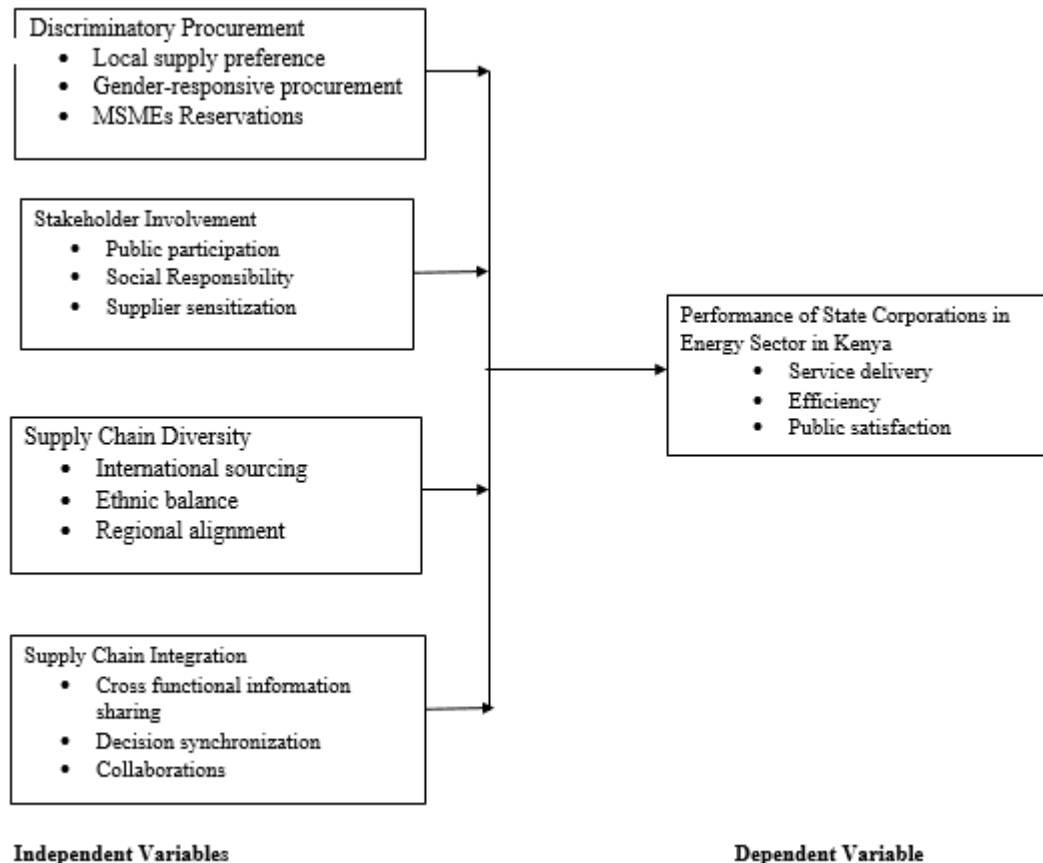 Discriminatory Procurement
• Local supply preference
• Gender-responsive procurement
• MSMEs Reservations
Stakeholder Involvement
• Public participation
• Social Responsibility
• Supplier sensitization
Supply Chain Diversity
• International sourcing
• Ethnic balance
• Regional alignment
Supply Chain Integration
• Cross functional information
sharing
• Decision synchronization
• Collaborations
Performance of State Corporations in
Energy Sector in Kenya
• Service delivery
• Efficiency
• Public satisfaction
Independent Variables
Dependent Variable